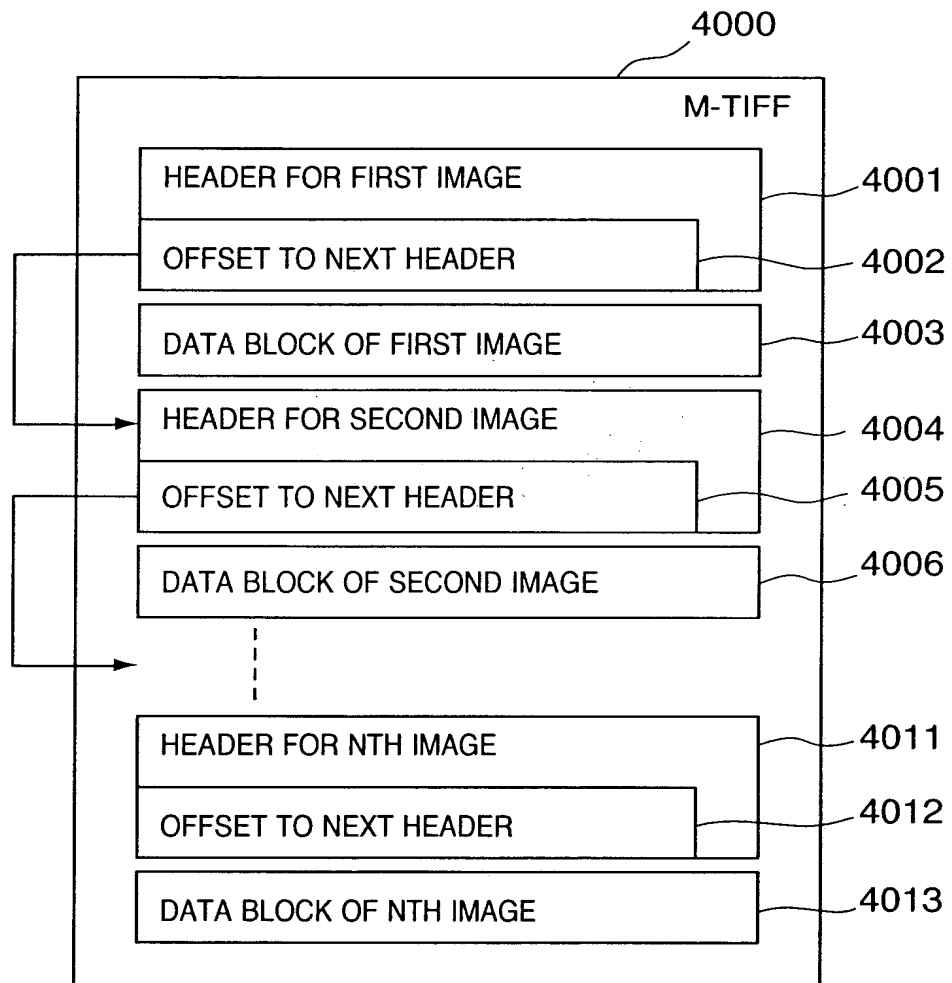 4000
M-TIFF
HEADER FOR FIRST IMAGE
4001
OFFSET TO NEXT HEADER
4002
DATA BLOCK OF FIRST IMAGE
4003
HEADER FOR SECOND IMAGE
4004
OFFSET TO NEXT HEADER
4005
DATA BLOCK OF SECOND IMAGE
4006
HEADER FOR NTH IMAGE
4011
OFFSET TO NEXT HEADER
4012
DATA BLOCK OF NTH IMAGE
4013